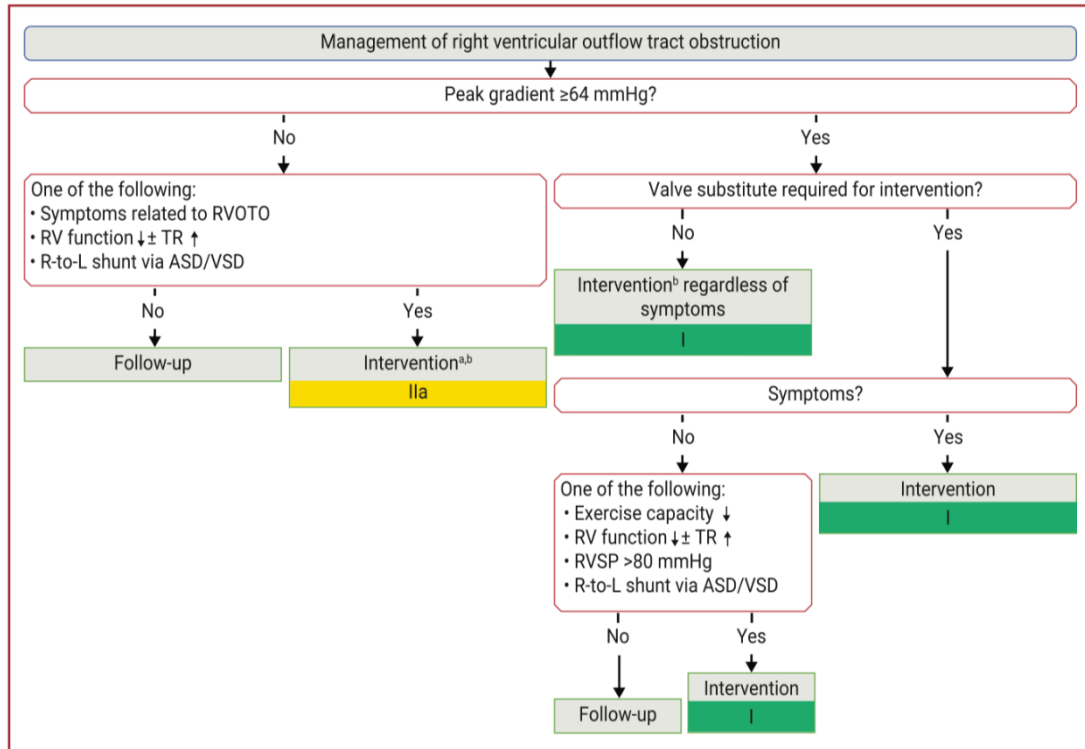 Management of right ventricular outflow tract obstruction
Peak gradient ≥64 mmHg?
No
Yes
One of the following:
• Symptoms related to RVOTO
• RV function ↓± TR ↑
• R-to-L shunt via ASD/VSD
Valve substitute required for intervention?
No
Yes
No
Yes
Intervention^b regardless of
symptoms
I
Follow-up
Intervention^a,b
IIa
Symptoms?
No
Yes
One of the following:
• Exercise capacity ↓
• RV function ↓± TR ↑
• RVSP >80 mmHg
• R-to-L shunt via ASD/VSD
Intervention
I
No
Yes
Follow-up
Intervention
I